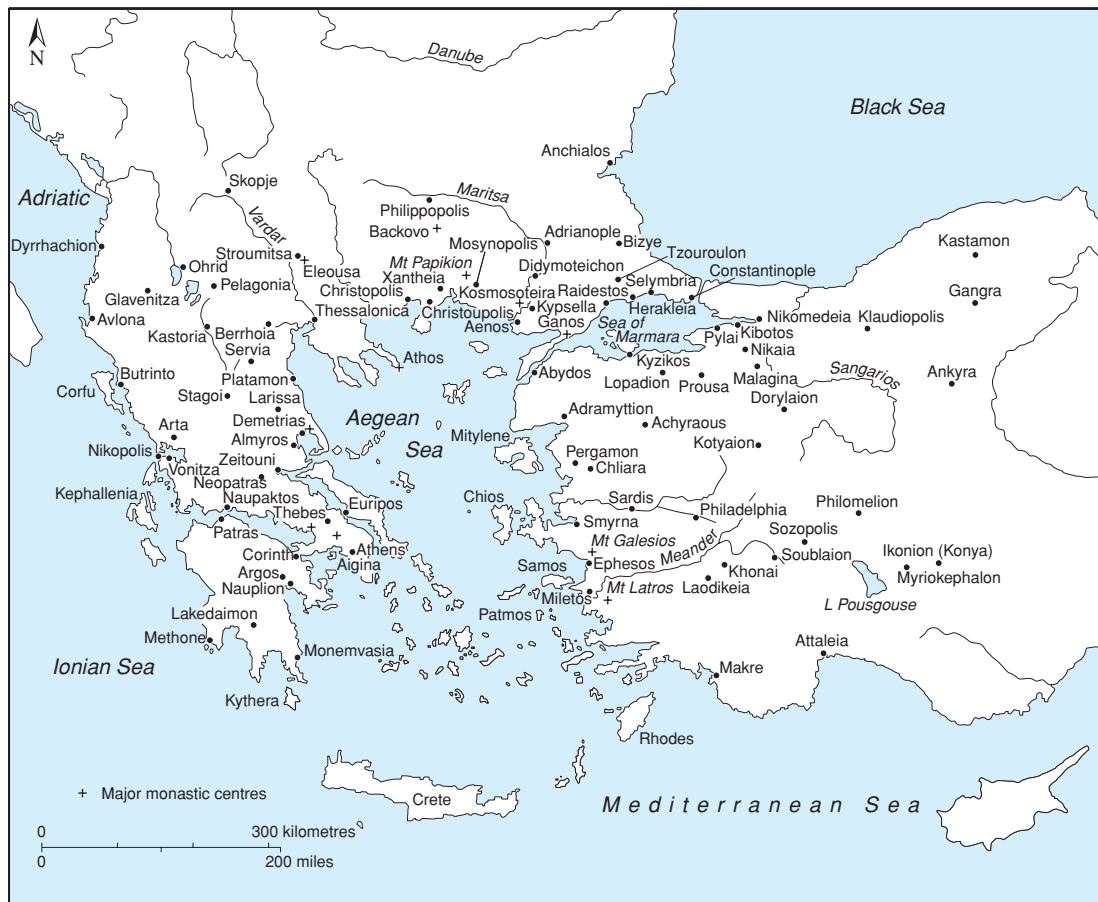 N
Danube
Black Sea
Anchialos
Adriatic
Skopje
Maritsa
Philippopolis
Backovo
Vardar
Stroumitsa
Mosynopolis
Adrianople
Bizye
Tzouroulon
Kastamon
Dyrrhachion
Ohrid
Eleousa
Mt Papikion
Didymoteichon
Constantinople
Pelagonia
Xantheia
Selymbria
Glavenitza
Christopolis
Kosmosoteira
Raidestos
Gangra
Avlona
Thessalonica
Christoupolis
Kypsella
Herakleia
Nikomedeia
Klaudiopolis
Kastoria
Berrhoia
Aenos
Ganos
Sea of
Marmara
Pylai
Kibotos
Servia
Athos
Nikaia
Kyzikos
Butrinto
Platamon
Abydos
Lopadion
Prousa
Malagina
Sangarios
Ankyra
Corfu
Stagoi
Larissa
Dorylaion
Arta
Demetrias
Aegean
Sea
Adramyttion
Achyraous
Nikopolis
Almyros
Mitylene
Kotyaion
Vonitza
Zeitouni
Pergamon
Chliara
Neopatras
Kephallenia
Naupaktos
Euripos
Chios
Sardis
Philadelphia
Philomelion
Thebes
Smyrna
Patras
Mt Galesios
Meander
Sozopolis
Corinth
Athens
Aigina
Samos
Ephesos
Khonai
Soublaion
Ikonion (Konya)
Myriokephalon
Argos
Nauplion
Miletos
Mt Latros
Laodikeia
L Pousgouse
Lakedaimon
Patmos
Methone
Attaleia
Ionian Sea
Monemvasia
Makre
Kythera
Rhodes
+ Major monastic centres
Crete
Mediterranean Sea
0 300 kilometres
0 200 miles